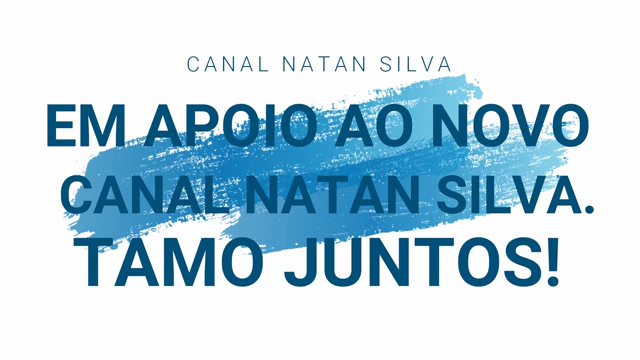 CANAL NATAN SILVA
EM APOIO AO NOVO
CANAL NATAN SILVA.
TAMO JUNTOS!